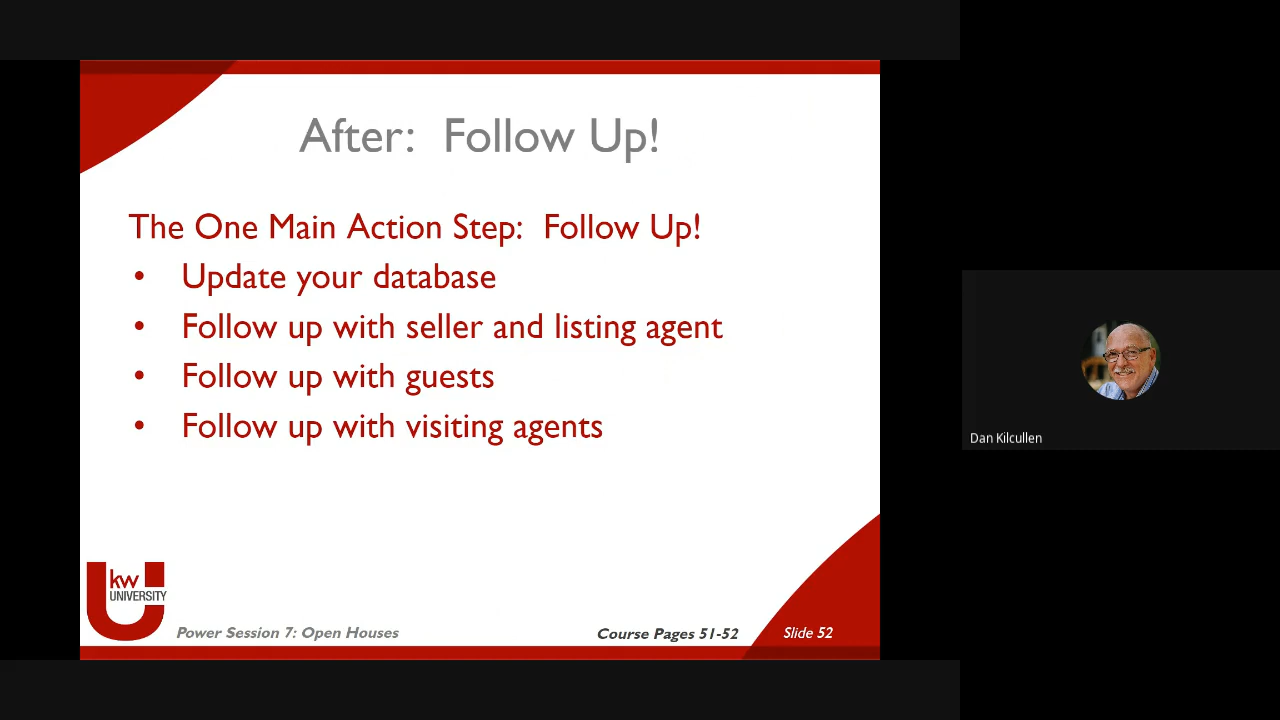 After: Follow Up!
The One Main Action Step: Follow Up!
• Update your database
• Follow up with seller and listing agent
• Follow up with guests
• Follow up with visiting agents
kw
UNIVERSITY
Power Session 7: Open Houses
Course Pages 51-52
Slide 52
Dan Kilcullen